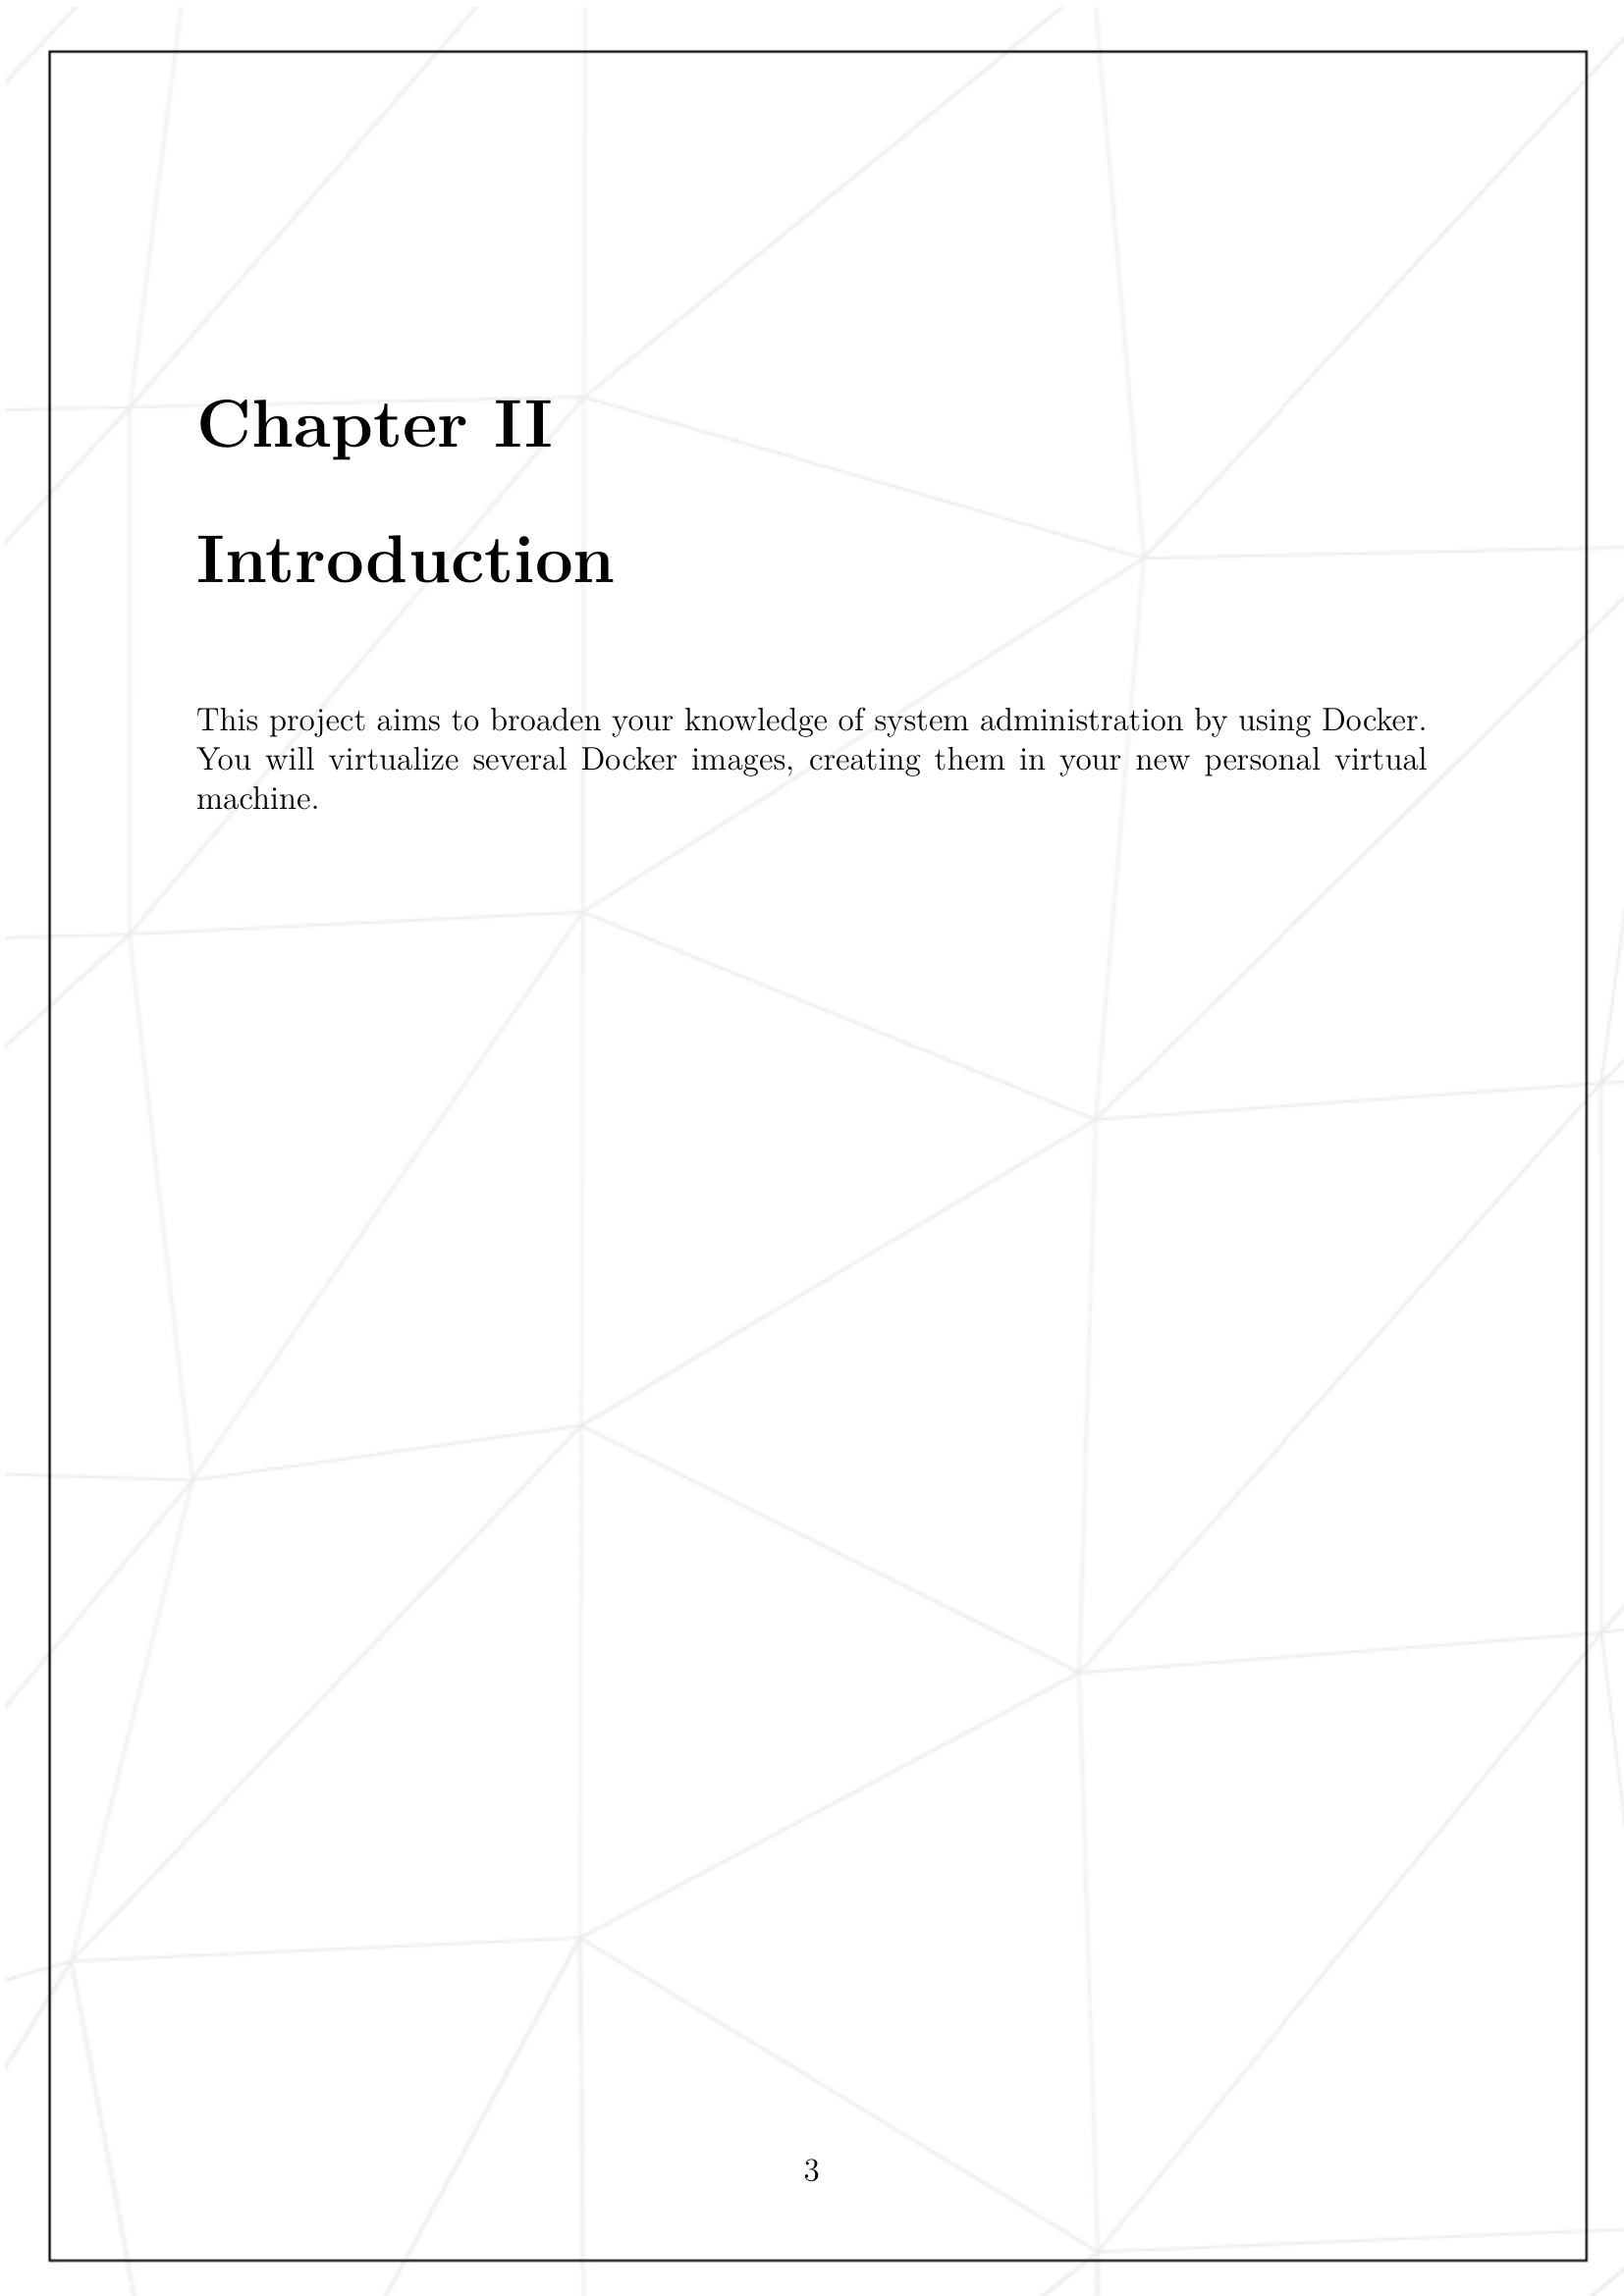 Chapter II
Introduction
This project aims to broaden your knowledge of system administration by using Docker.
You will virtualize several Docker images, creating them in your new personal virtual
machine.
3